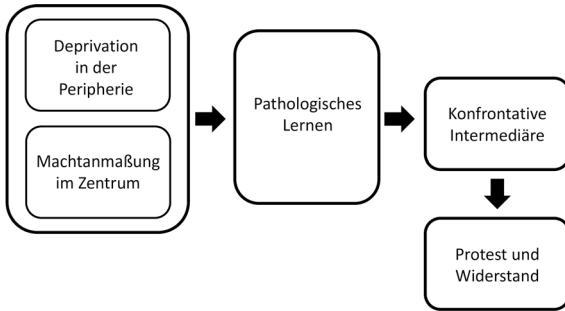 Deprivation
in der
Peripherie
Machtanmaßung
im Zentrum
Pathologisches
Lernen
Konfrontative
Intermediäre
Protest und
Widerstand